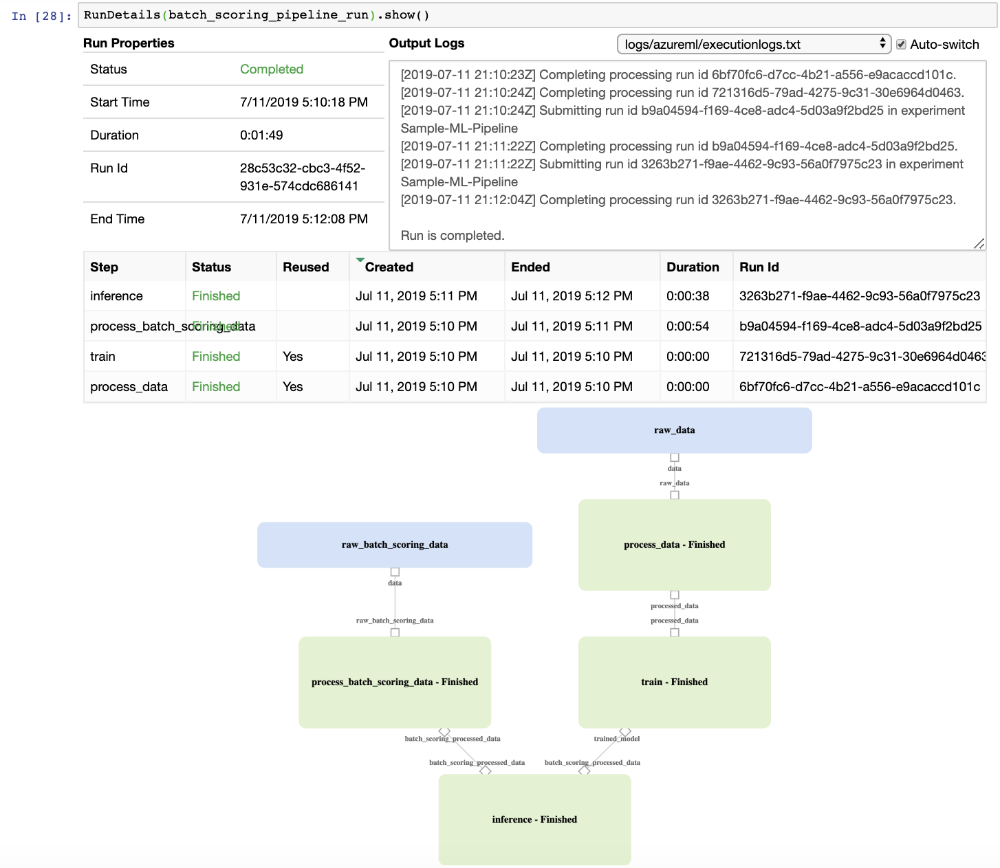 In [28]: RunDetails(batch_scoring_pipeline_run).show()
Run Properties
Status Completed
Start Time 7/11/2019 5:10:18 PM
Duration 0:01:49
Run Id 28c53c32-cbc3-4f52-
931e-574cdc686141
End Time 7/11/2019 5:12:08 PM
Output Logs logs/azureml/executionlogs.txt Auto-switch
[2019-07-11 21:10:23Z] Completing processing run id 6bf70fc6-d7cc-4b21-a556-e9acaccd101c.
[2019-07-11 21:10:24Z] Completing processing run id 721316d5-79ad-4275-9c31-30e6964d0463.
[2019-07-11 21:10:24Z] Submitting run id b9a04594-f169-4ce8-adc4-5d03a9f2bd25 in experiment
Sample-ML-Pipeline
[2019-07-11 21:11:22Z] Completing processing run id b9a04594-f169-4ce8-adc4-5d03a9f2bd25.
[2019-07-11 21:11:22Z] Submitting run id 3263b271-f9ae-4462-9c93-56a0f7975c23 in experiment
Sample-ML-Pipeline
[2019-07-11 21:12:04Z] Completing processing run id 3263b271-f9ae-4462-9c93-56a0f7975c23.
Run is completed.
Step Status Reused Created Ended Duration Run Id
inference Finished Jul 11, 2019 5:11 PM Jul 11, 2019 5:12 PM 0:00:38 3263b271-f9ae-4462-9c93-56a0f7975c23
process_batch_scoring_data Finished Jul 11, 2019 5:10 PM Jul 11, 2019 5:11 PM 0:00:54 b9a04594-f169-4ce8-adc4-5d03a9f2bd25
train Finished Yes Jul 11, 2019 5:10 PM Jul 11, 2019 5:10 PM 0:00:00 721316d5-79ad-4275-9c31-30e6964d0463
process_data Finished Yes Jul 11, 2019 5:10 PM Jul 11, 2019 5:10 PM 0:00:00 6bf70fc6-d7cc-4b21-a556-e9acaccd101c
raw_data
data
raw_data
process_data - Finished
raw_batch_scoring_data
data
raw_batch_scoring_data
processed_data
processed_data
process_batch_scoring_data - Finished
train - Finished
batch_scoring_processed_data
trained_model
batch_scoring_processed_data
batch_scoring_processed_data
inference - Finished